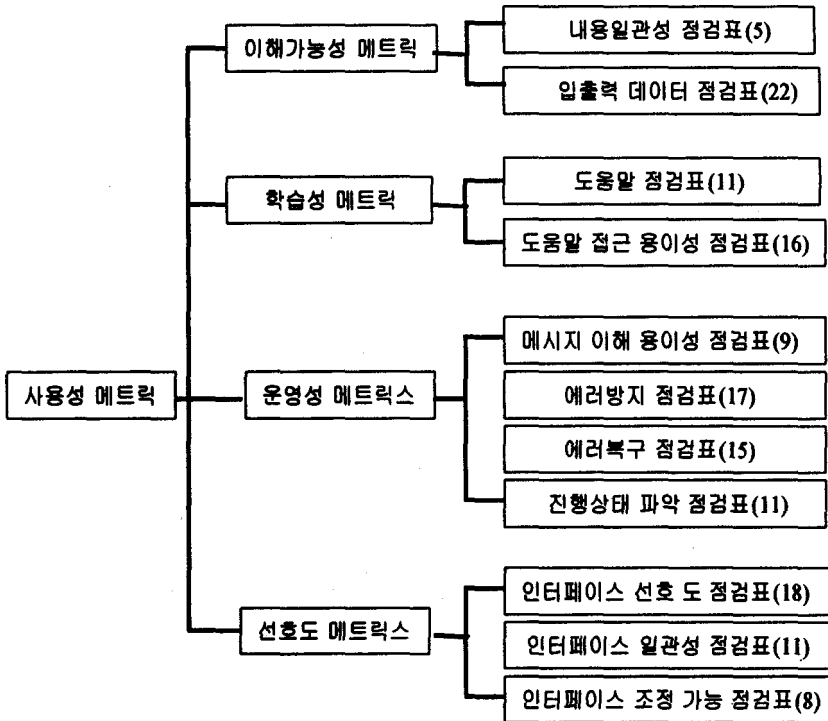 사용성 메트릭
이해가능성 메트릭
내용일관성 점검표(5)
입출력 데이터 점검표(22)
학습성 메트릭
도움말 점검표(11)
도움말 접근 용이성 점검표(16)
운영성 메트릭스
메시지 이해 용이성 점검표(9)
에러방지 점검표(17)
에러복구 점검표(15)
진행상태 파악 점검표(11)
선호도 메트릭스
인터페이스 선호 도 점검표(18)
인터페이스 일관성 점검표(11)
인터페이스 조정 가능 점검표(8)